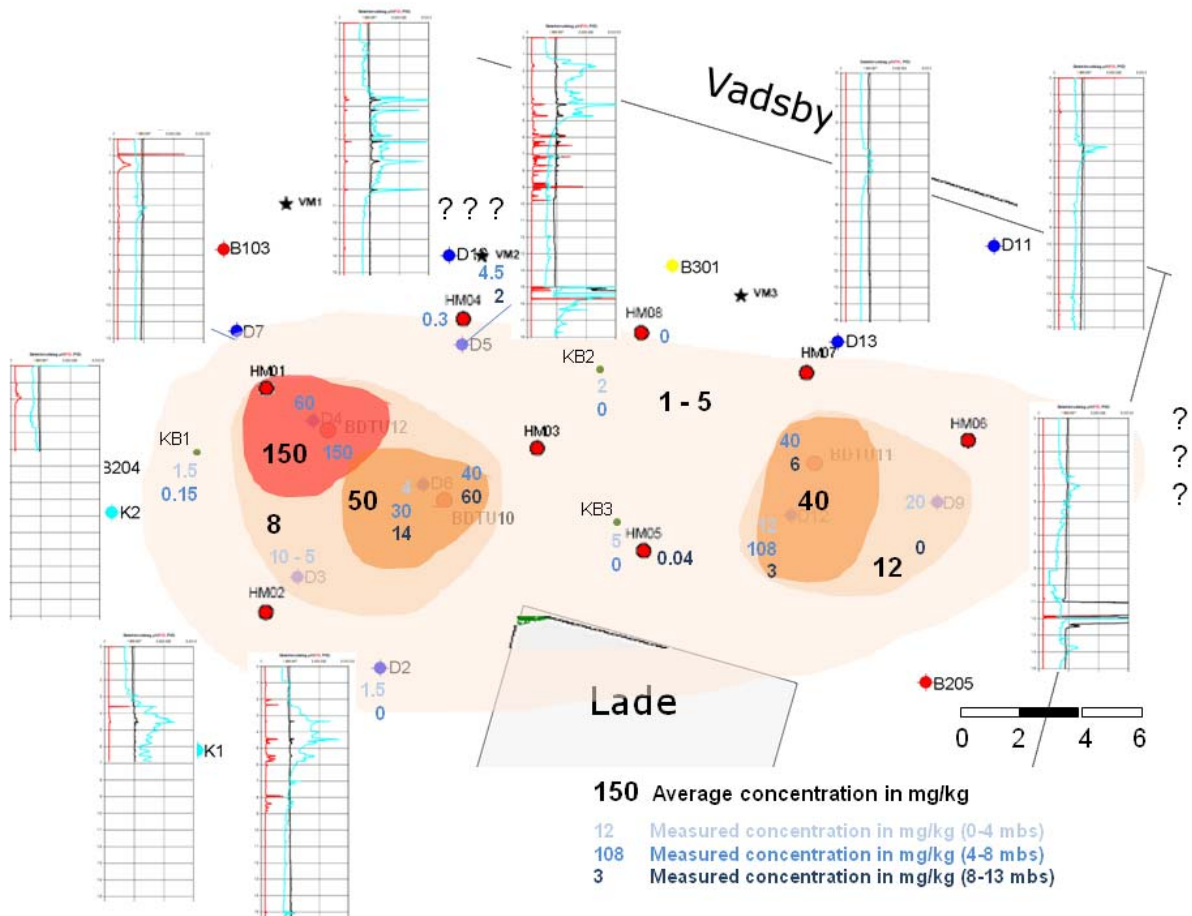 Vadsby
VM1
? ? ?
B103
D10
VM2
4.5
2
B301
VM3
D11
HM04
0.3
D5
HM08
0
D7
D13
KB2
2
0
1 - 5
HM07
HM01
60
D4
BDTU12
150
150
HM03
HM06
?
?
?
KB1
1.5
0.15
B204
K2
50
4
D8
40
60
30
14
BDTU10
40
6
BDTU11
40
20
D9
8
KB3
5
0
HM05
0.04
12
D12
108
3
0
12
10 - 5
D3
HM02
D2
1.5
0
Lade
B205
K1
0 2 4 6
150 Average concentration in mg/kg
12 Measured concentration in mg/kg (0-4 mbs)
108 Measured concentration in mg/kg (4-8 mbs)
3 Measured concentration in mg/kg (8-13 mbs)